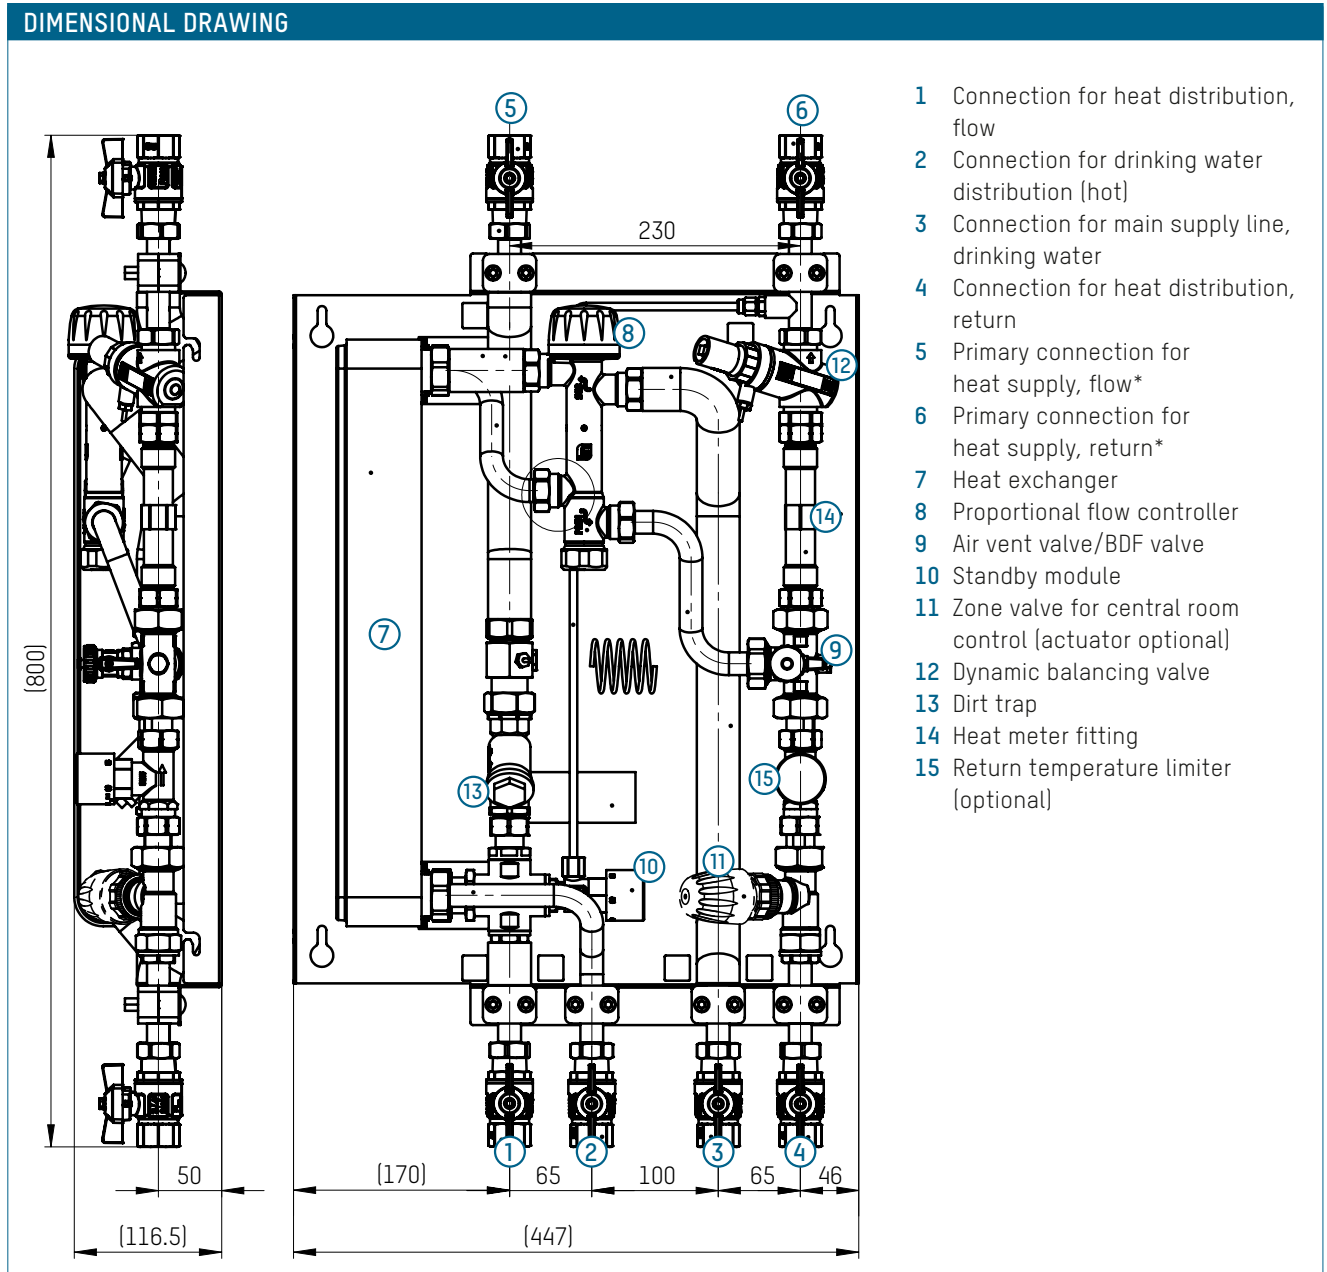 DIMENSIONAL DRAWING
5
6
230
8
12
14
7
9
(800)
15
13
10
11
1
2
3
4
50
(170)
65
100
65
46
(116.5)
(447)
1 Connection for heat distribution,
flow
2 Connection for drinking water
distribution (hot)
3 Connection for main supply line,
drinking water
4 Connection for heat distribution,
return
5 Primary connection for
heat supply, flow*
6 Primary connection for
heat supply, return*
7 Heat exchanger
8 Proportional flow controller
9 Air vent valve/BDF valve
10 Standby module
11 Zone valve for central room
control (actuator optional)
12 Dynamic balancing valve
13 Dirt trap
14 Heat meter fitting
15 Return temperature limiter
(optional)